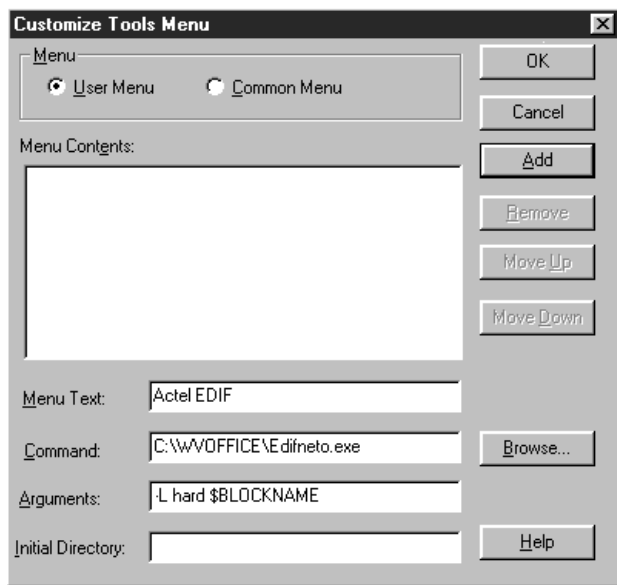 Customize Tools Menu
Menu
User Menu
Common Menu
OK
Cancel
Menu Contents:
Add
Remove
Move Up
Move Down
Menu Text:
Actel EDIF
Command:
C:\WVOFFICE\Edifneto.exe
Browse...
Arguments:
-L hard $BLOCKNAME
Initial Directory:
Help